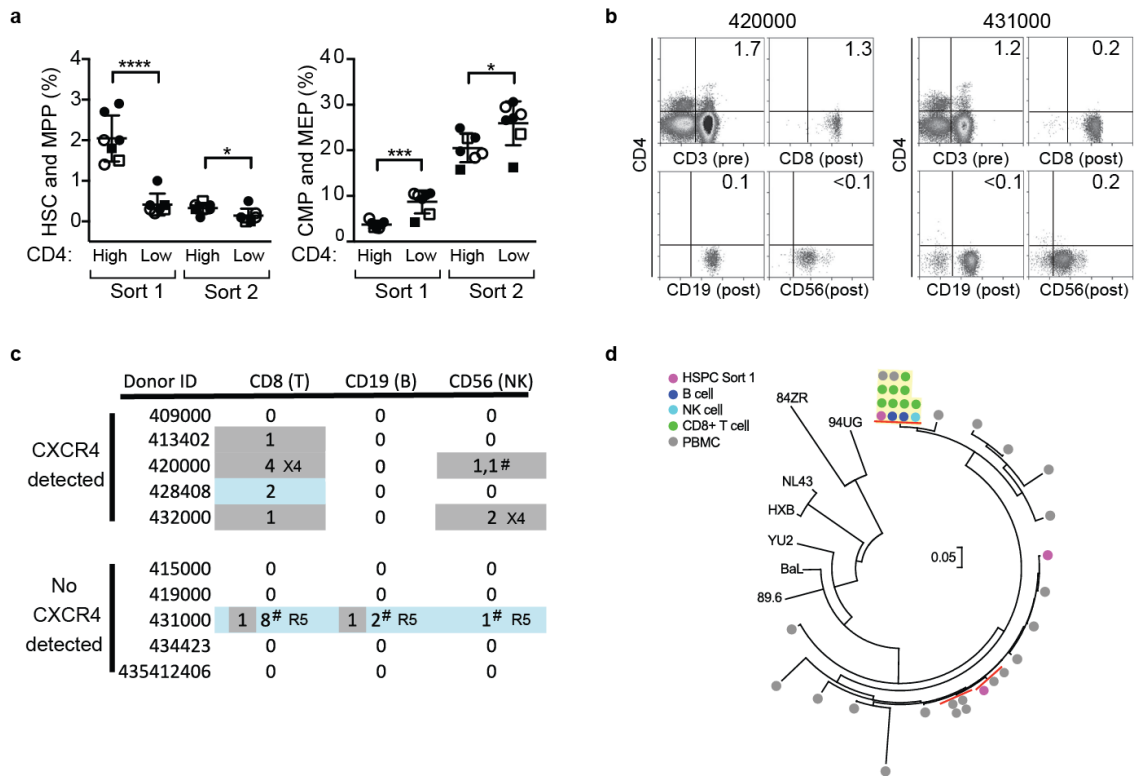 a
HSC and MPP (%)
4
3
2
1
0
****
*
CD4:
High Low High Low
Sort 1 Sort 2
CMP and MEP (%)
40
30
20
10
0
***
*
High Low High Low
Sort 1 Sort 2
b
420000 431000
CD4
1.7 1.3
CD3 (pre) CD8 (post)
0.1 <0.1
CD19 (post) CD56(post)
CD4
1.2 0.2
CD3 (pre) CD8 (post)
<0.1 0.2
CD19 (post) CD56(post)
c
Donor ID CD8 (T) CD19 (B) CD56 (NK)
CXCR4
detected
409000 0 0 0
413402 1 0 0
420000 4 X4 0 1,1#
428408 2 0 0
432000 1 0 2 X4
No
CXCR4
detected
415000 0 0 0
419000 0 0 0
431000 1 8# R5 1 2# R5 1# R5
434423 0 0 0
435412406 0 0 0
d
HSPC Sort 1
B cell
NK cell
CD8+ T cell
PBMC
84ZR
94UG
NL43
HXB
YU2
BaL
89.6
0.05